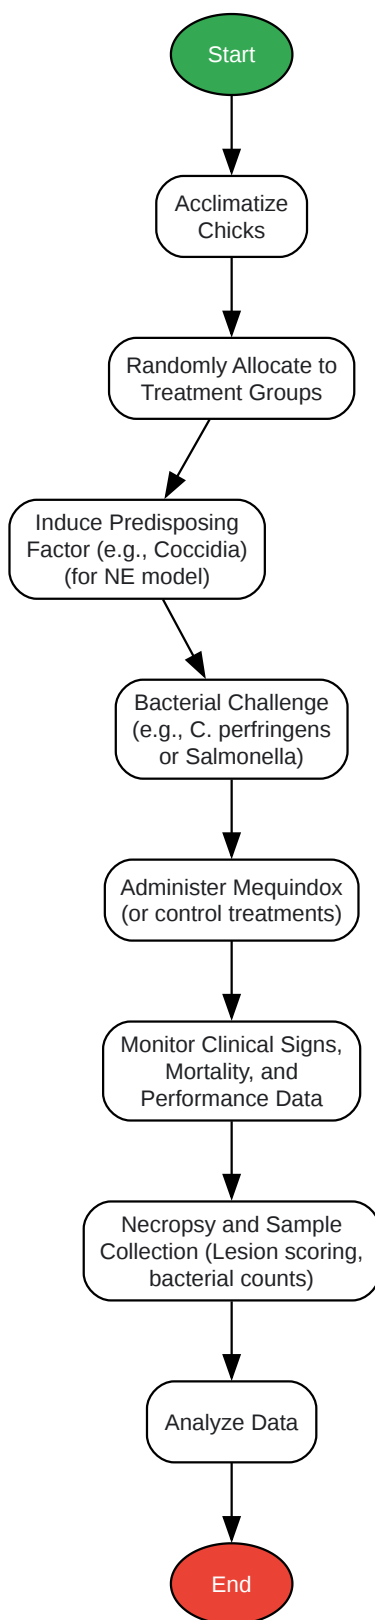 Start
Acclimatize
Chicks
Randomly Allocate to
Treatment Groups
Induce Predisposing
Factor (e.g., Coccidia)
(for NE model)
Bacterial Challenge
(e.g., C. perfringens
or Salmonella)
Administer Mequindox
(or control treatments)
Monitor Clinical Signs,
Mortality, and
Performance Data
Necropsy and Sample
Collection (Lesion scoring,
bacterial counts)
Analyze Data
End